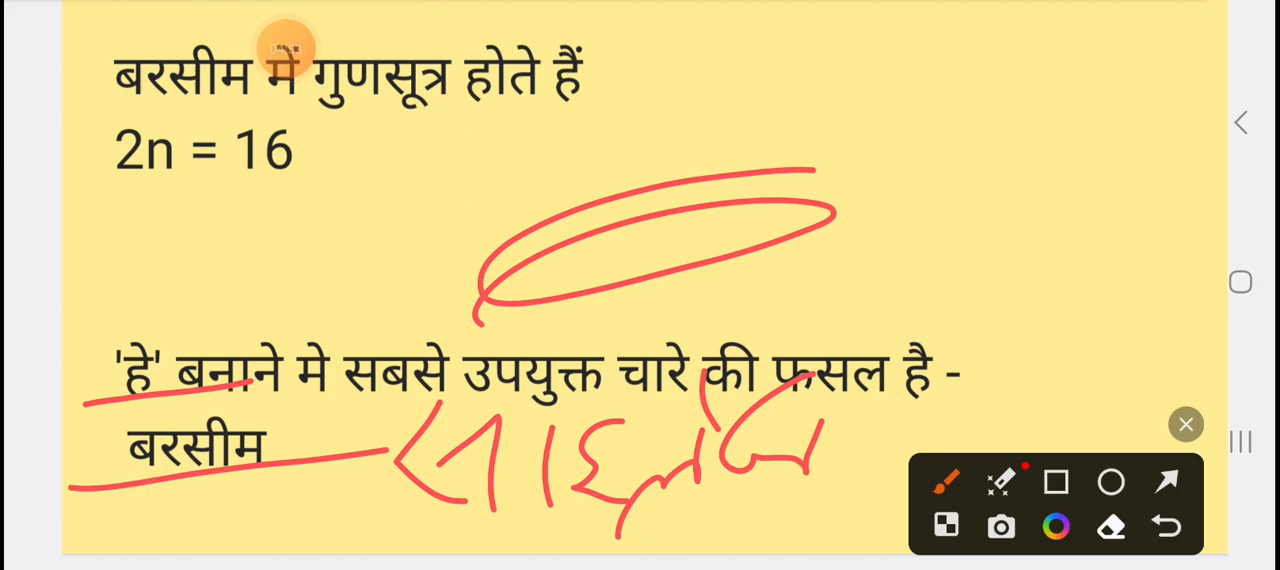 बरसीम में गुणसूत्र होते हैं
2n = 16
'हे' बनाने मे सबसे उपयुक्त चारे की फसल है -
बरसीम